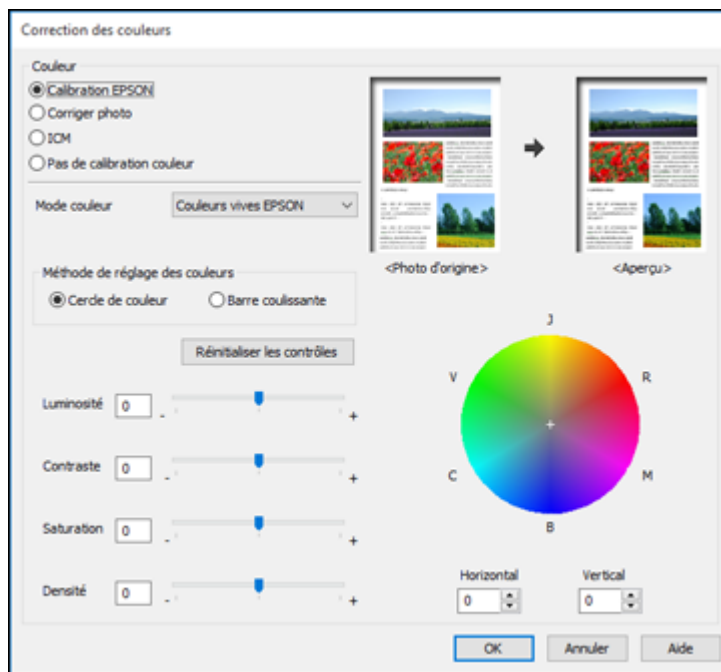 Correction des couleurs
Couleur
Calibration EPSON
Corriger photo
ICM
Pas de calibration couleur
Mode couleur
Couleurs vives EPSON
<Photo d'origine>
<Aperçu>
Méthode de réglage des couleurs
Cercle de couleur
Barre coulissante
Réinitialiser les contrôles
Luminosité 0 - +
Contraste 0 - +
Saturation 0 - +
Densité 0 - +
J
V R
C M
B
Horizontal Vertical
0 0
OK Annuler Aide